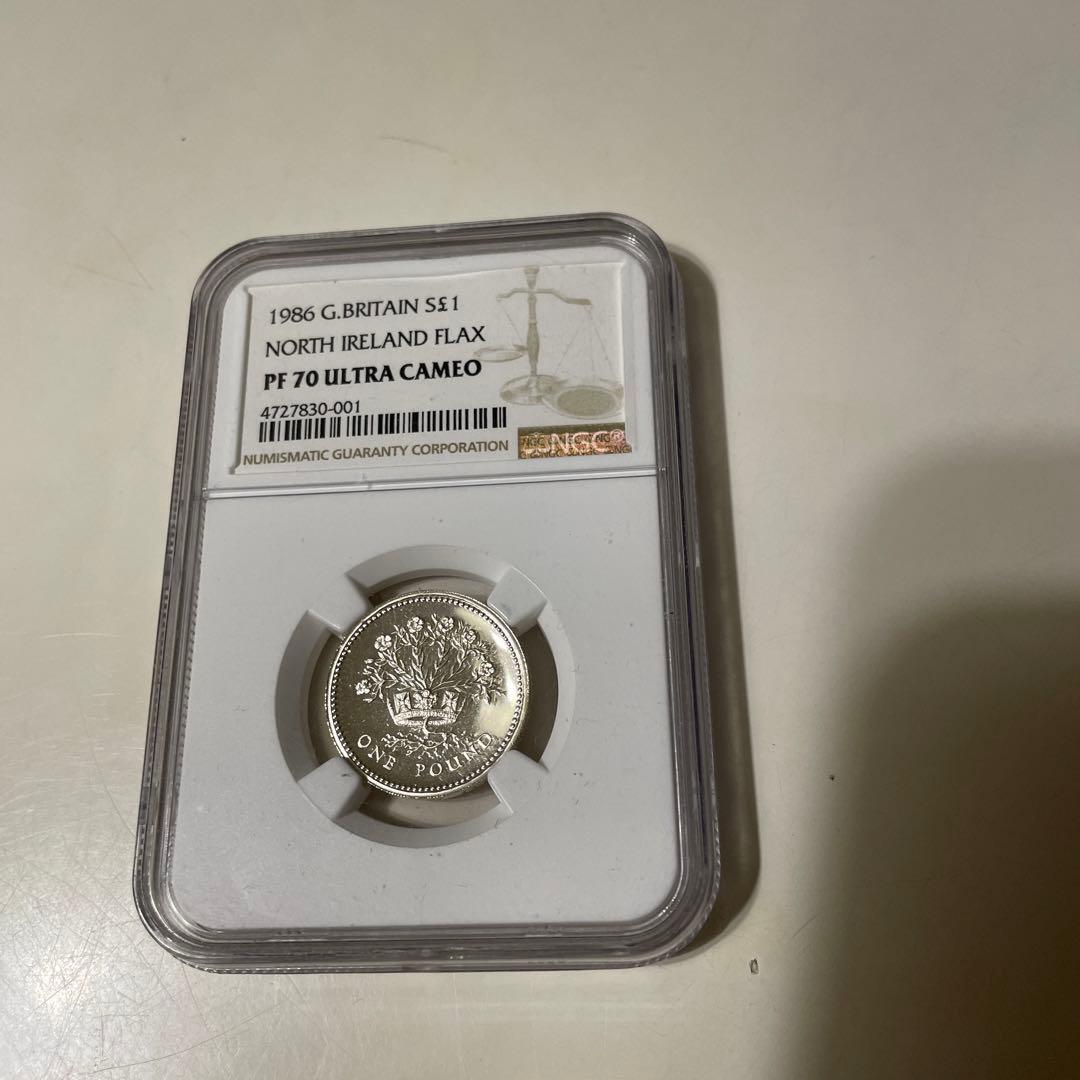 1986 G.BRITAIN S£1
NORTH IRELAND FLAX
PF 70 ULTRA CAMEO
4727830-001
NUMISMATIC GUARANTY CORPORATION
NGC®
ONE POUND